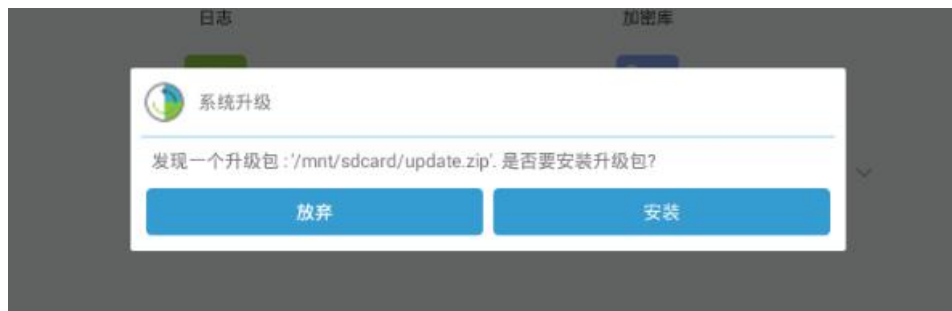 日志 加密库
系统升级
发现一个升级包 : '/mnt/sdcard/update.zip'. 是否要安装升级包?
放弃 安装